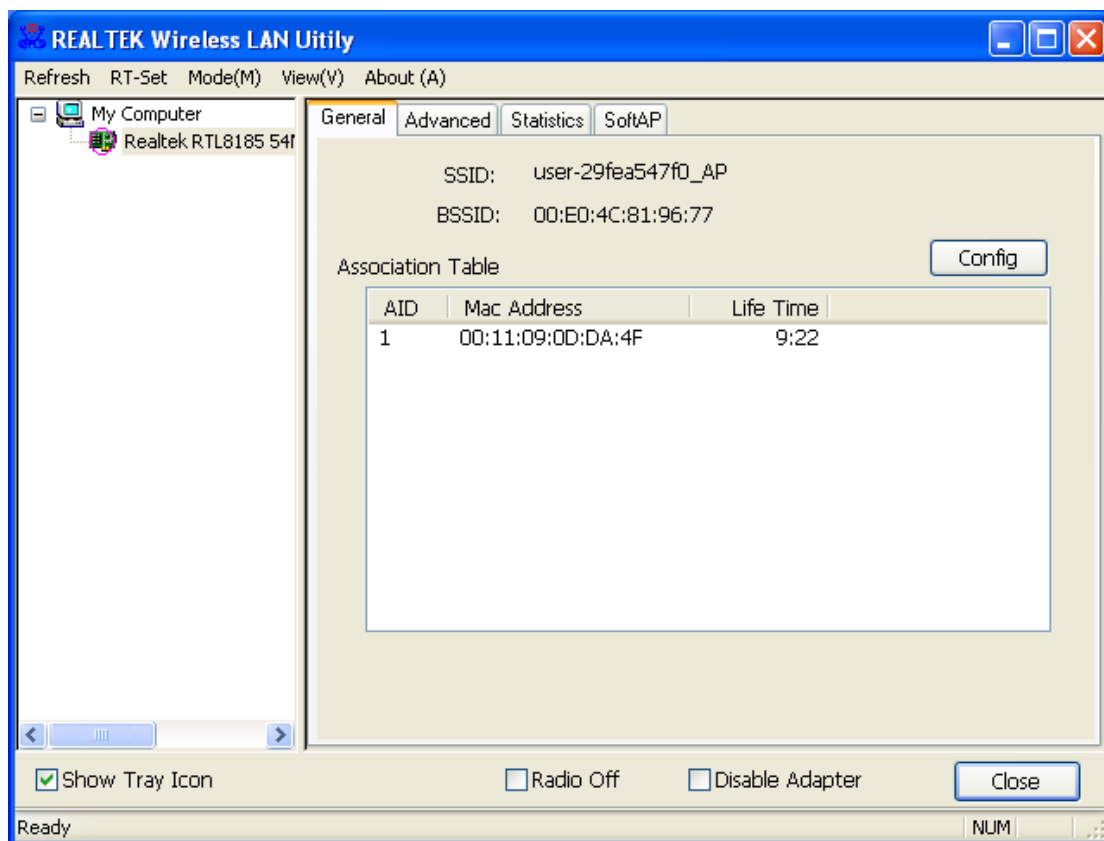 REALTEK Wireless LAN Uitily
Refresh RT-Set Mode(M) View(V) About (A)
My Computer
Realtek RTL8185 54
General Advanced Statistics SoftAP
SSID: user-29fea547f0_AP
BSSID: 00:E0:4C:81:96:77
Config
Association Table
AID Mac Address Life Time
1 00:11:09:0D:DA:4F 9:22
Show Tray Icon Radio Off Disable Adapter Close
Ready NUM